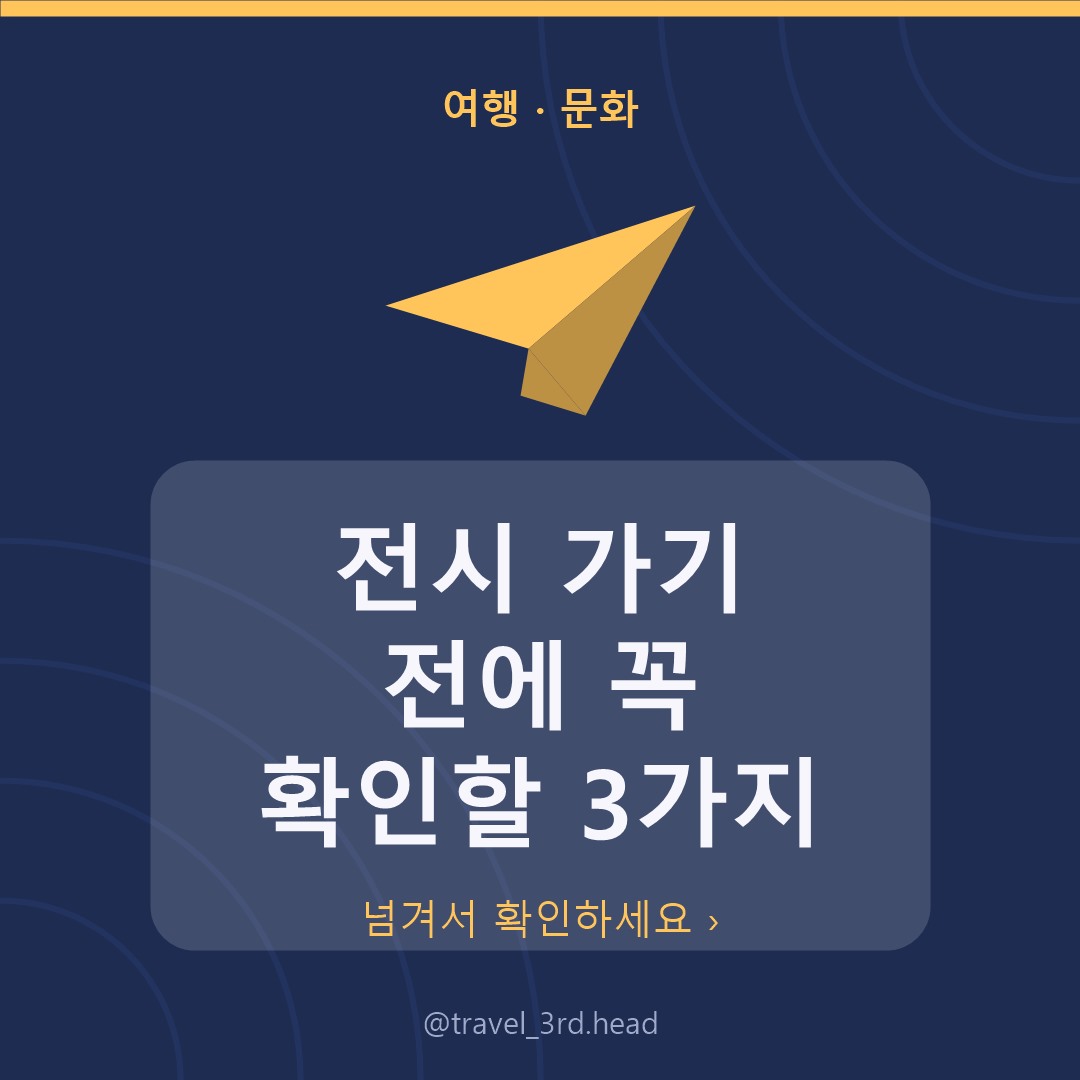 여행 · 문화
전시 가기
전에 꼭
확인할 3가지
넘겨서 확인하세요 ›
@travel_3rd.head